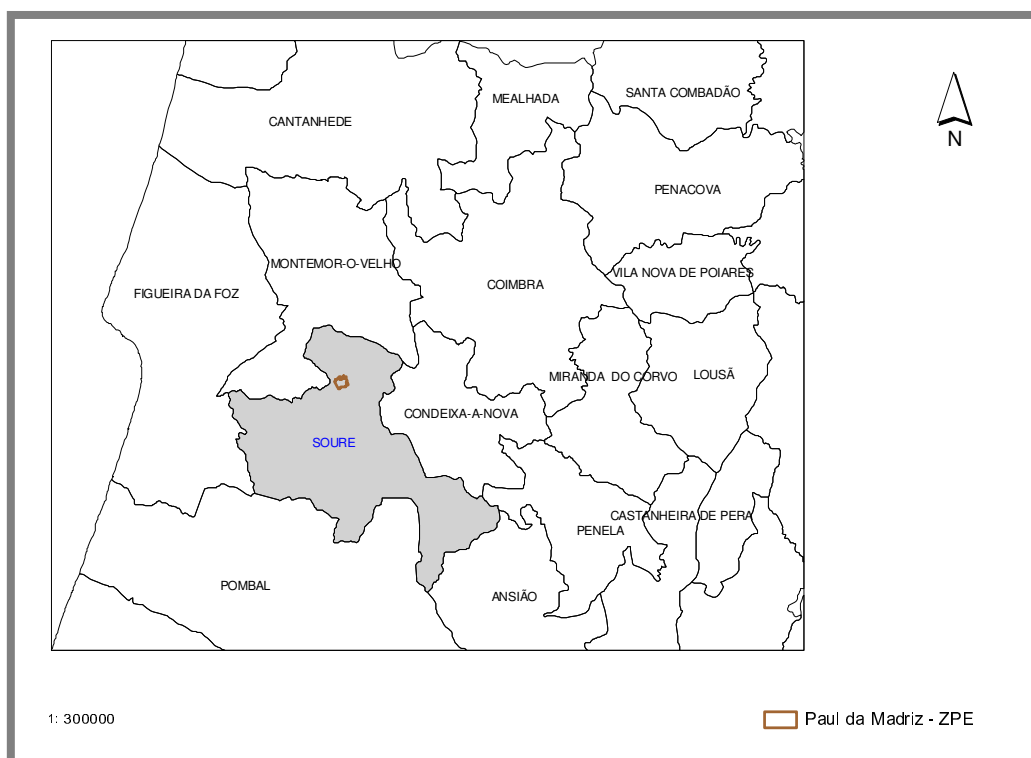 MEALHADA
SANTA COMBADÃO
CANTANHEDE
N
PENACOVA
MONTEMOR-O-VELHO
VILA NOVA DE POIARES
COIMBRA
FIGUEIRA DA FOZ
MIRANDA DO CORVO
LOUSÃ
CONDEIXA-A-NOVA
SOURE
CASTANHEIRA DE PERA
PENELA
POMBAL
ANSIÃO
1: 300000
Paul da Madriz - ZPE